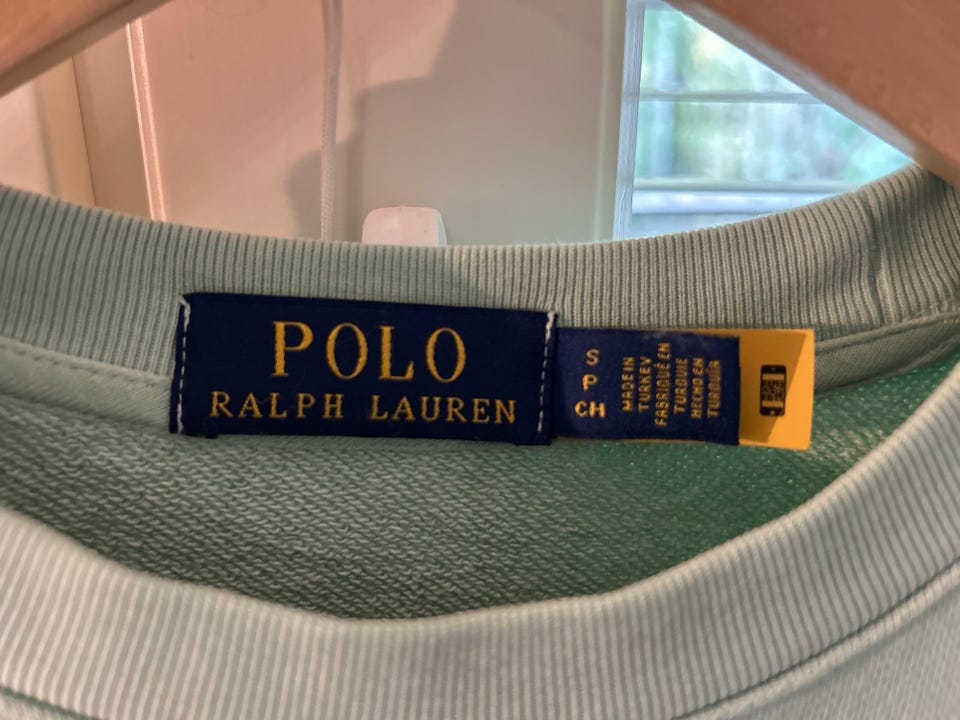 POLO
RALPH LAUREN
S
P
CH
MADE IN
TURKEY
FABRIQUÉ EN
TURQUIE
HECHO EN
TURQUÍA